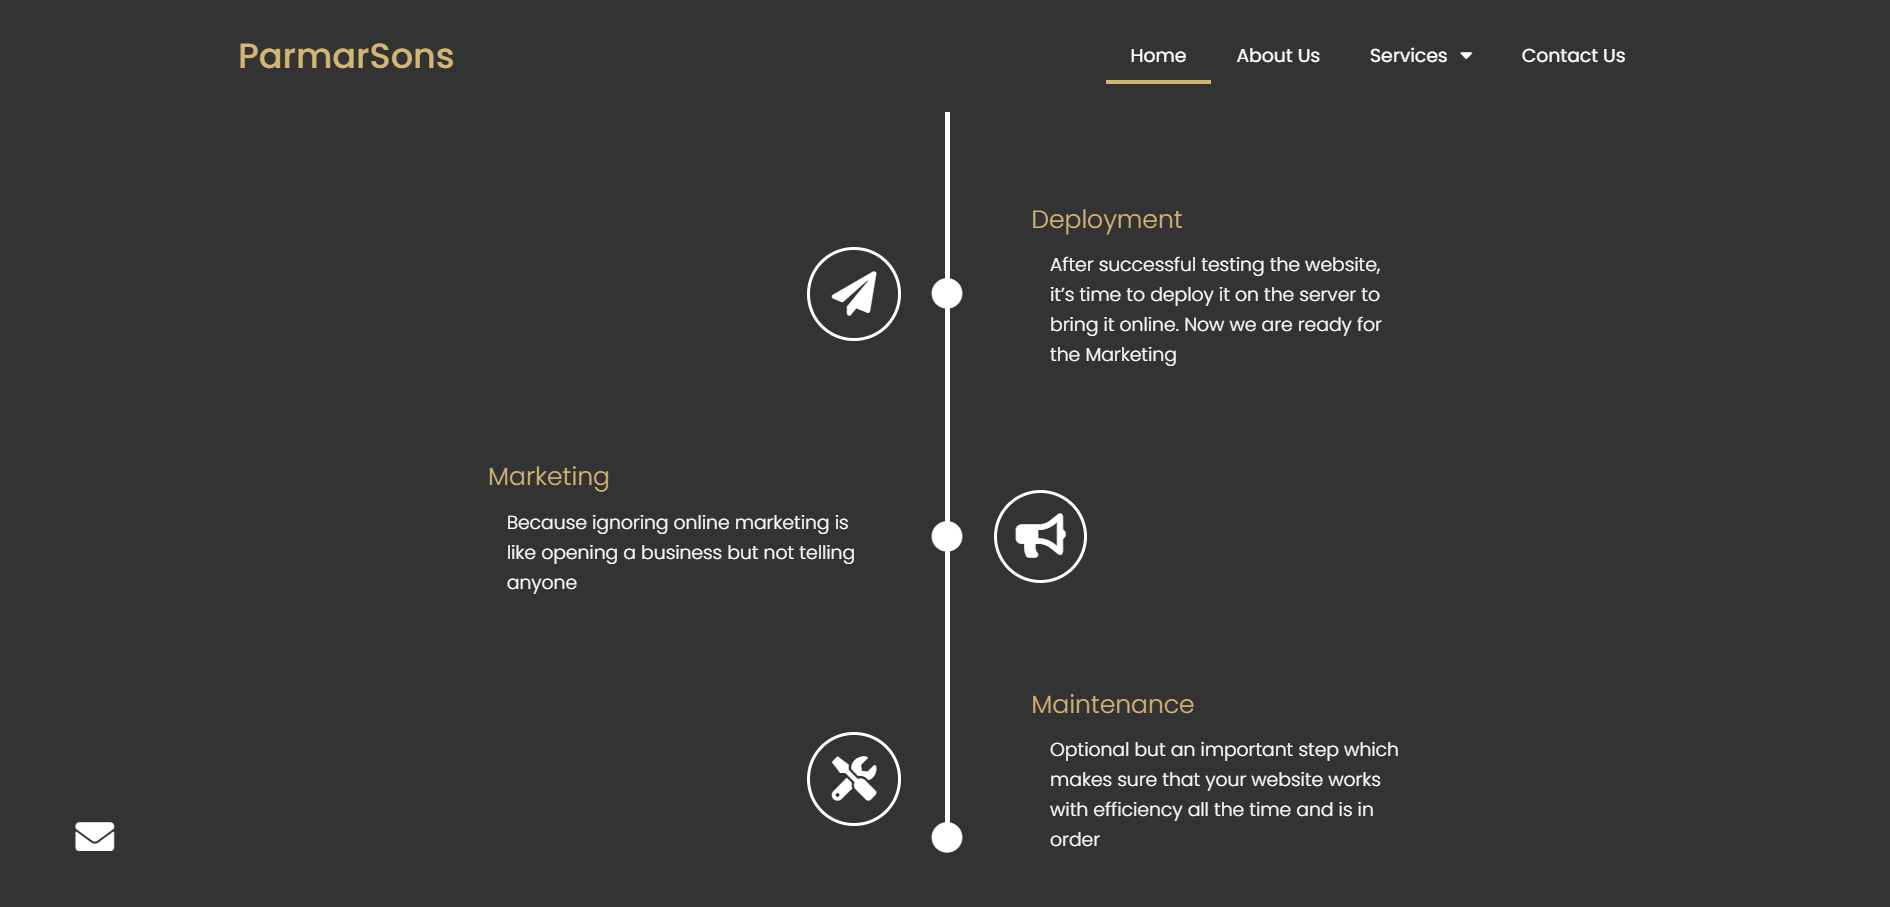 ParmarSons
Home
About Us
Services
Contact Us
Deployment
After successful testing the website,
it's time to deploy it on the server to
bring it online. Now we are ready for
the Marketing
Marketing
Because ignoring online marketing is
like opening a business but not telling
anyone
Maintenance
Optional but an important step which
makes sure that your website works
with efficiency all the time and is in
order